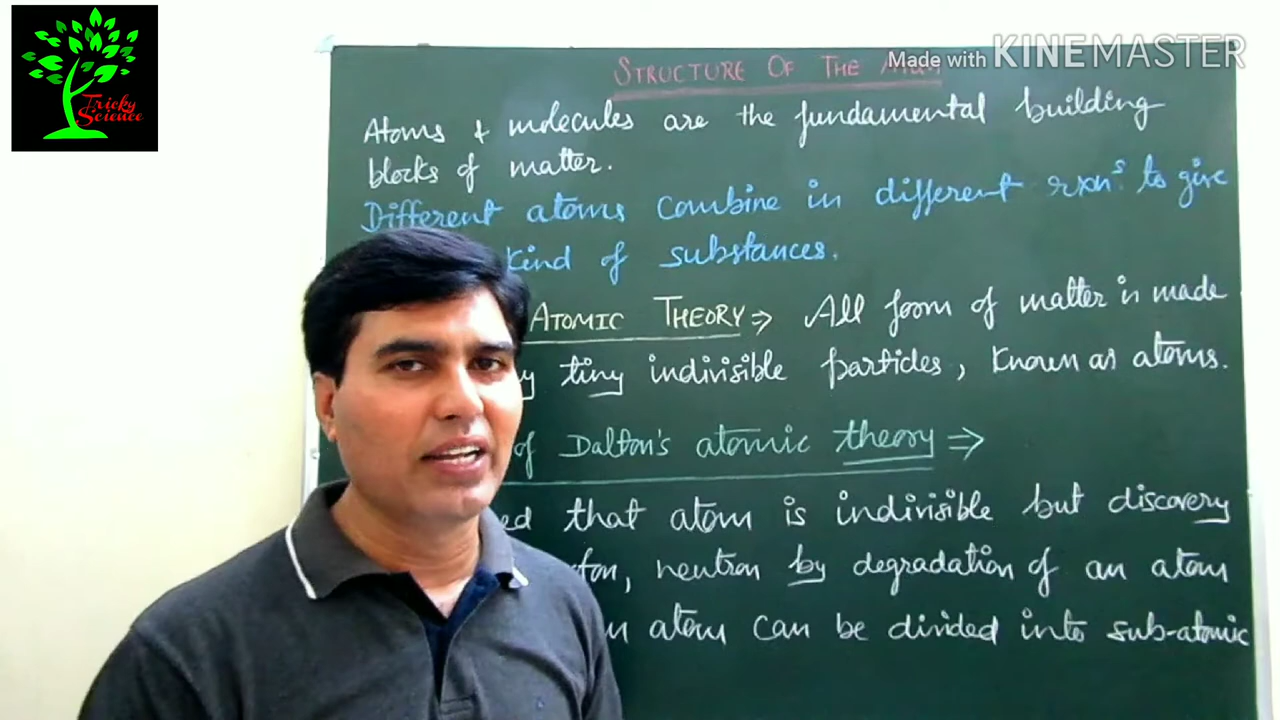 Tricky
Science
Made with KINEMASTER
STRUCTURE OF THE
Atoms & molecules are the fundamental building
blocks of matter.
Different atoms combine in different rxn.s to give
kind of substances.
ATOMIC THEORY ⇒ All form of matter is made
tiny indivisible particles, known as atoms.
of Dalton's atomic theory ⇒
that atom is indivisible but discovery
neutron by degradation of an atom
atom can be divided into sub-atomic